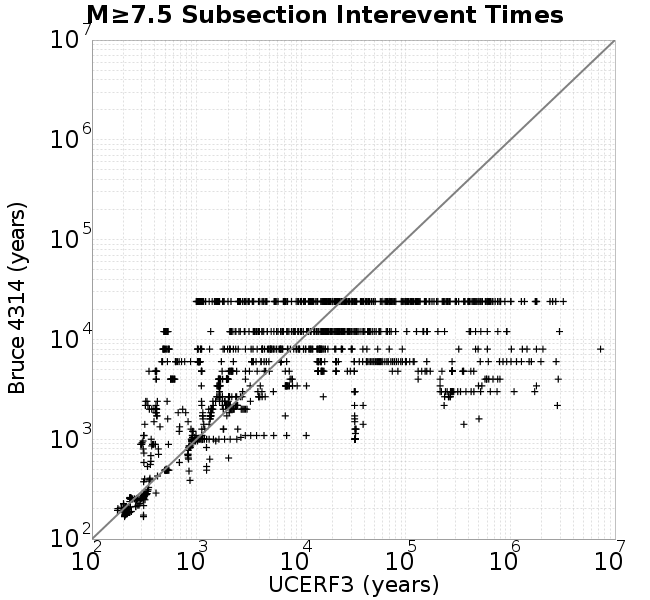 M≥7.5 Subsection Interevent Times
10^7
10^6
10^5
10^4
10^3
10^2
Bruce 4314 (years)
10^2 10^3 10^4 10^5 10^6 10^7
UCERF3 (years)